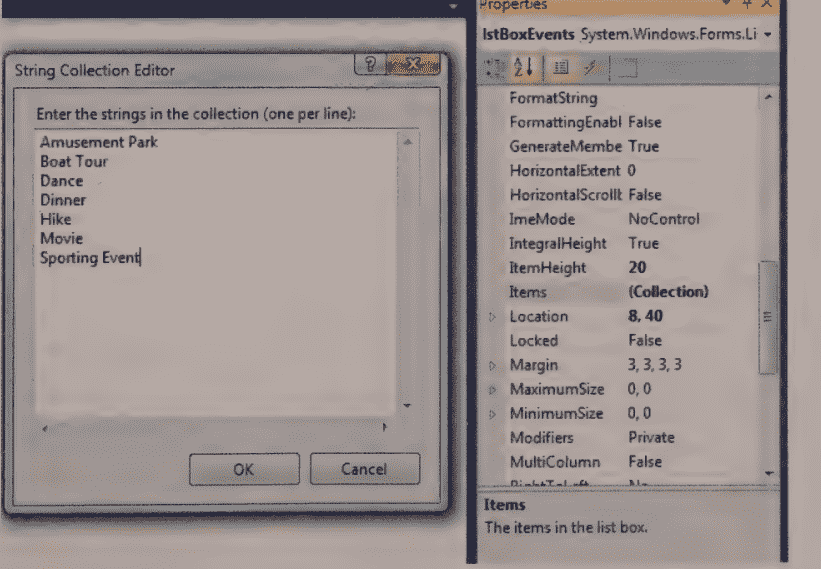 Properties
lstBoxEvents System.Windows.Forms.Li
String Collection Editor
Enter the strings in the collection (one per line):
Amusement Park
Boat Tour
Dance
Dinner
Hike
Movie
Sporting Event
OK
Cancel
FormatString
FormattingEnabl False
GenerateMembe True
HorizontalExtent 0
HorizontalScrollb False
ImeMode NoControl
IntegralHeight True
ItemHeight 20
Items (Collection)
Location 8, 40
Locked False
Margin 3, 3, 3, 3
MaximumSize 0, 0
MinimumSize 0, 0
Modifiers Private
MultiColumn False
RightToLeft No
Items
The items in the list box.